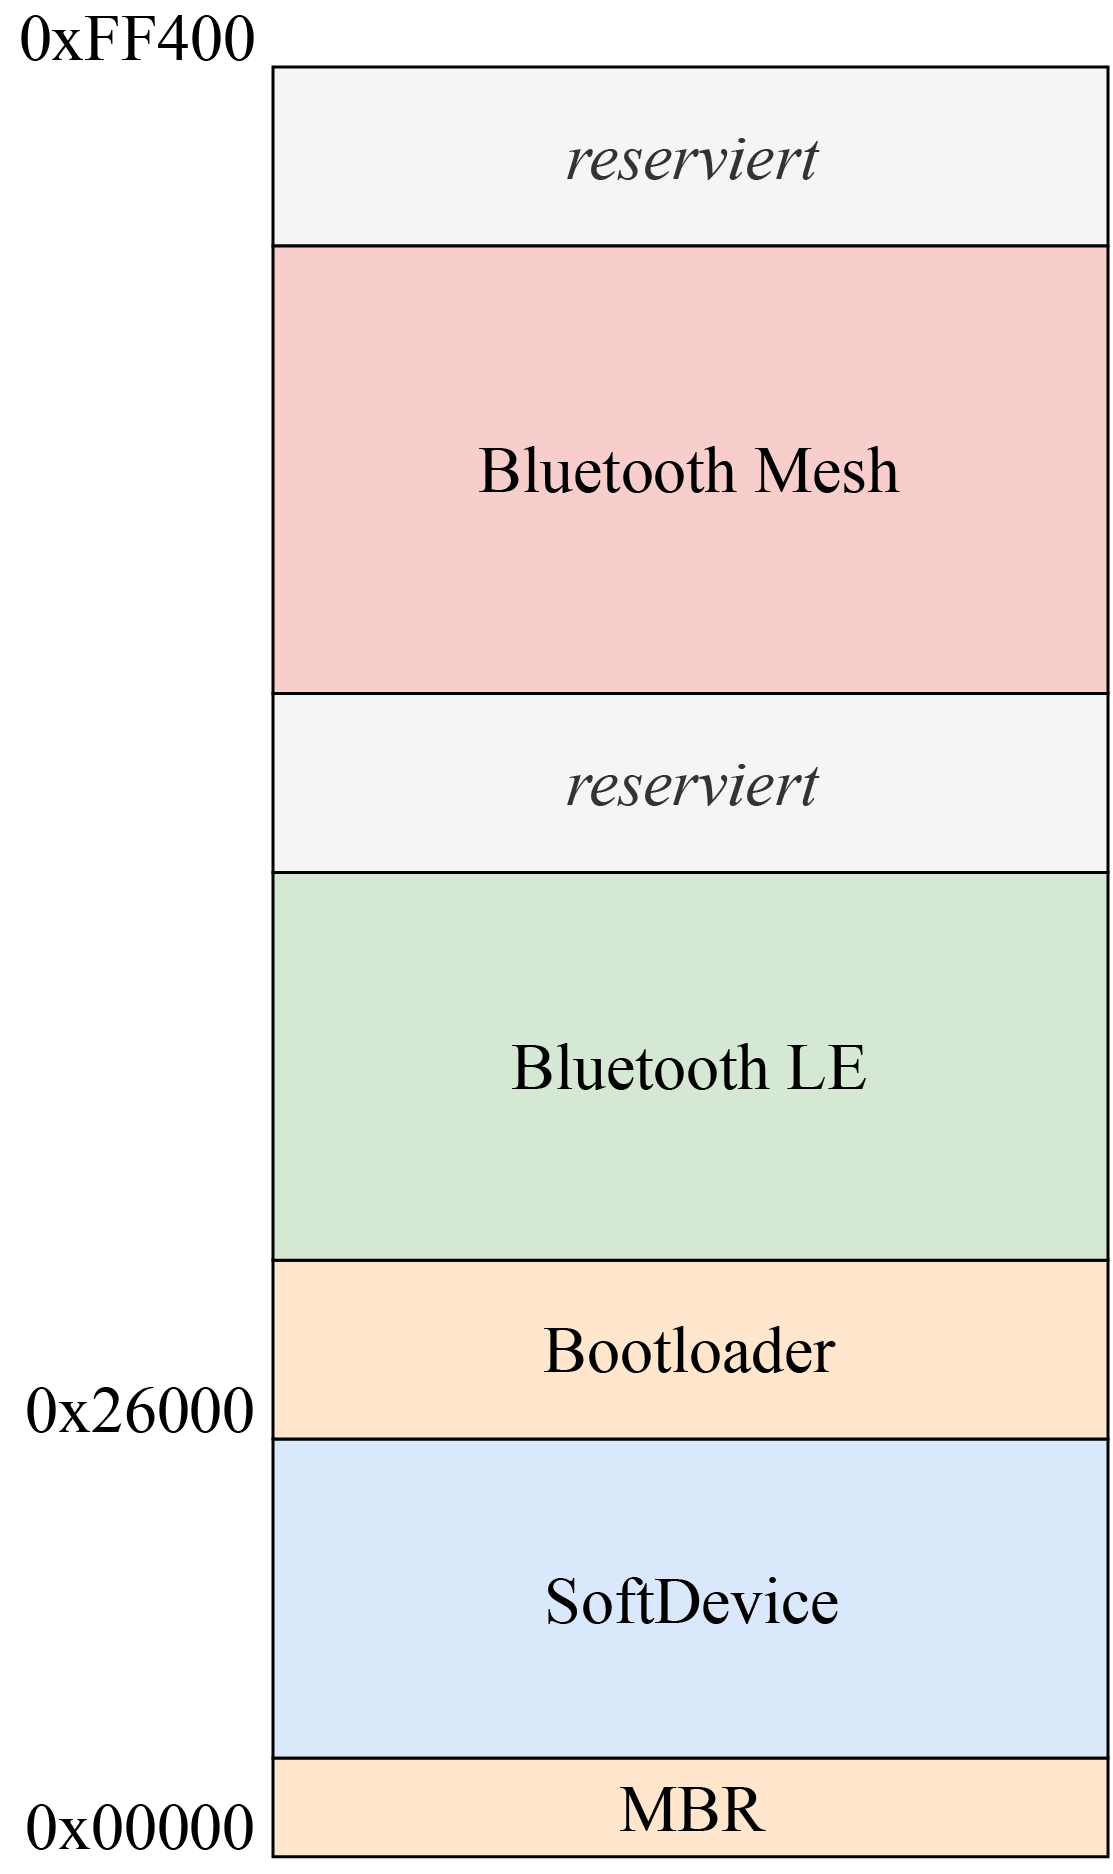 0xFF400
reserviert
Bluetooth Mesh
reserviert
Bluetooth LE
Bootloader
0x26000
SoftDevice
MBR
0x00000